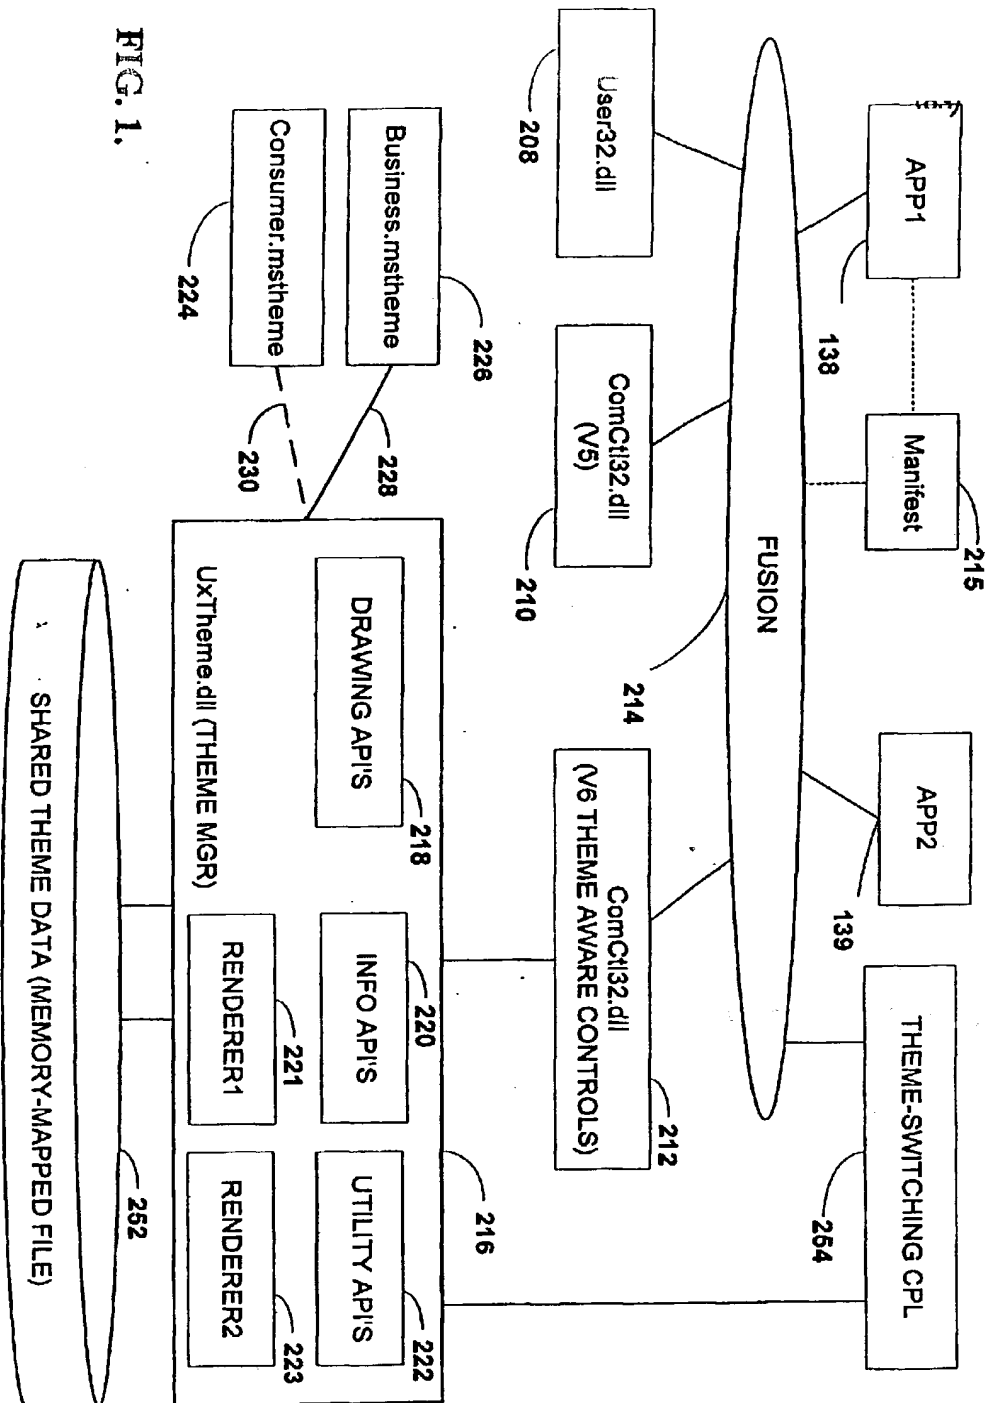 APP1
138
Manifest
215
APP2
139
THEME-SWITCHING CPL
254
FUSION
214
User32.dll
208
ComCtl32.dll
(V5)
210
ComCtl32.dll
(V6 THEME AWARE CONTROLS)
212
Business.mstheme
226
228
Consumer.mstheme
224
230
216
DRAWING API'S
218
INFO API'S
220
UTILITY API'S
222
UxTheme.dll (THEME MGR)
RENDERER1
221
RENDERER2
223
252
SHARED THEME DATA (MEMORY-MAPPED FILE)
FIG. 1.